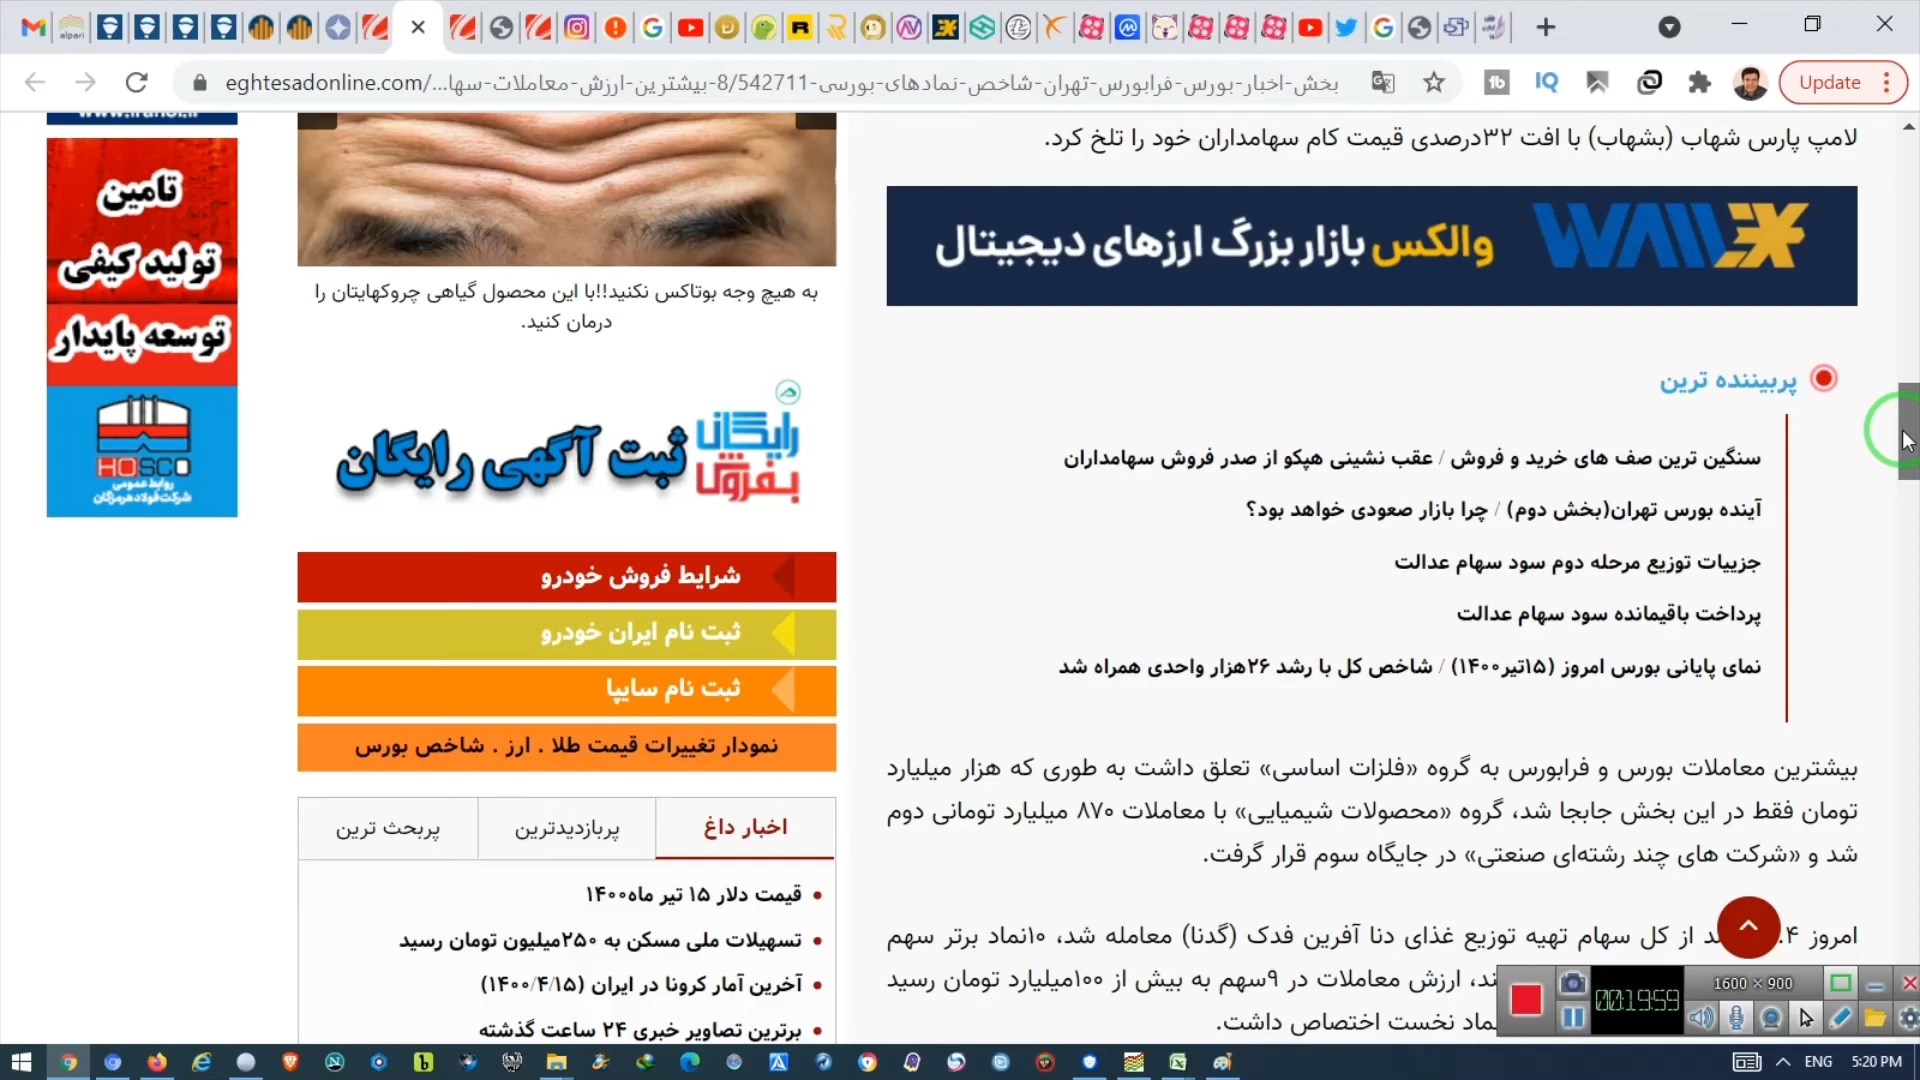 alpari
eghtesadonline.com/...بخش-اخبار-بورس-فرابورس-تهران-شاخص-نمادهای-بورسی-8/542711-بیشترین-ارزش-معاملات-سها
Update
لامپ پارس شهاب (بشهاب) با افت ۳۲درصدی قیمت کام سهامداران خود را تلخ کرد.
والکس بازار بزرگ ارزهای دیجیتال
پربیننده ترین
سنگین ترین صف های خرید و فروش / عقب نشینی هپکو از صدر فروش سهامداران
آینده بورس تهران(بخش دوم) / چرا بازار صعودی خواهد بود؟
جزییات توزیع مرحله دوم سود سهام عدالت
پرداخت باقیمانده سود سهام عدالت
نمای پایانی بورس امروز (۱۵تیر۱۴۰۰) / شاخص کل با رشد ۲۶هزار واحدی همراه شد
بیشترین معاملات بورس و فرابورس به گروه «فلزات اساسی» تعلق داشت به طوری که هزار میلیارد
تومان فقط در این بخش جابجا شد، گروه «محصولات شیمیایی» با معاملات ۸۷۰ میلیارد تومانی دوم
شد و «شرکت های چند رشته‌ای صنعتی» در جایگاه سوم قرار گرفت.
امروز ۴. د از کل سهام تهیه توزیع غذای دنا آفرین فدک (گدنا) معامله شد، ۱۰نماد برتر سهم
ند، ارزش معاملات در ۹سهم به بیش از ۱۰۰میلیارد تومان رسید
ماد نخست اختصاص داشت.
به هیچ وجه بوتاکس نکنید!!با این محصول گیاهی چروکهایتان را
درمان کنید.
رایگان
بفروش
ثبت آگهی رایگان
شرایط فروش خودرو
ثبت نام ایران خودرو
ثبت نام سایپا
نمودار تغییرات قیمت طلا . ارز . شاخص بورس
اخبار داغ
پربازدیدترین
پربحث ترین
قیمت دلار ۱۵ تیر ماه۱۴۰۰
تسهیلات ملی مسکن به ۲۵۰میلیون تومان رسید
آخرین آمار کرونا در ایران (۱۴۰۰/۴/۱۵)
برترین تصاویر خبری ۲۴ ساعت گذشته
تامین
تولید کیفی
توسعه پایدار
HOSCO
روابط عمومی
شرکت فولاد هرمزگان
1600 × 900
00:19:59
ENG
5:20 PM